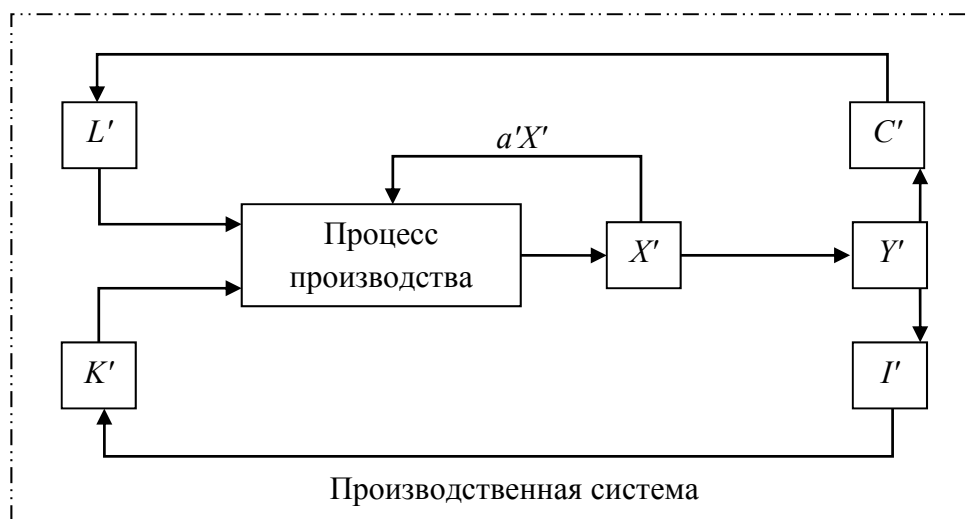 L' C'
a'X'
Процесс
производства
X' Y'
K' I'
Производственная система